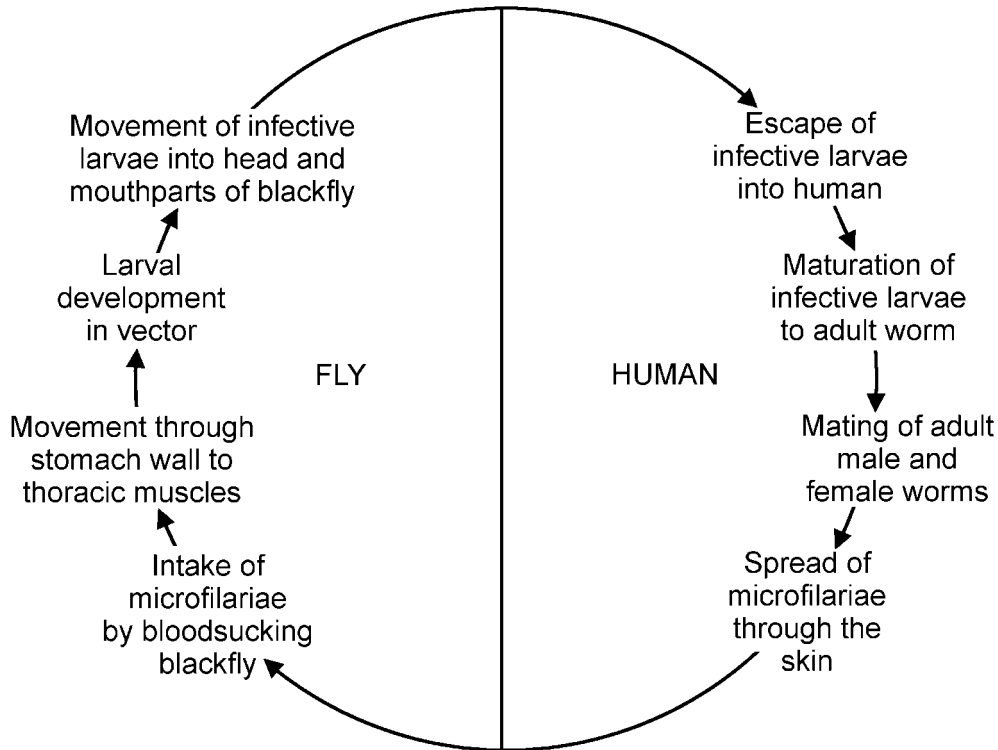 Movement of infective
larvae into head and
mouthparts of blackfly
Larval
development
in vector
Movement through
stomach wall to
thoracic muscles
Intake of
microfilariae
by bloodsucking
blackfly
FLY
HUMAN
Escape of
infective larvae
into human
Maturation of
infective larvae
to adult worm
Mating of adult
male and
female worms
Spread of
microfilariae
through the
skin